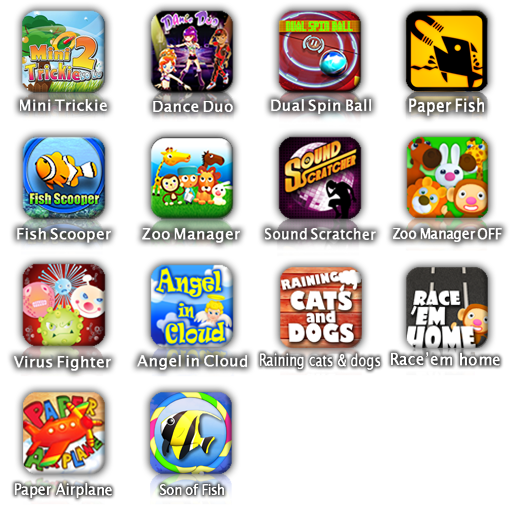 Mini 2
Trickie Go Go
Dance Duo
DUAL SPIN BALL
Mini Trickie
Dance Duo
Dual Spin Ball
Paper Fish
Fish Scooper
SOUND
SCRATCHER
Fish Scooper
Zoo Manager
Sound Scratcher
Zoo Manager OFF
Angel
in
Cloud
RAINING
CATS
and
DOGS
RACE
'EM
HOME
Virus Fighter
Angel in Cloud
Raining cats & dogs
Race'em home
PAPER
AIRPLANE
Paper Airplane
Son of Fish